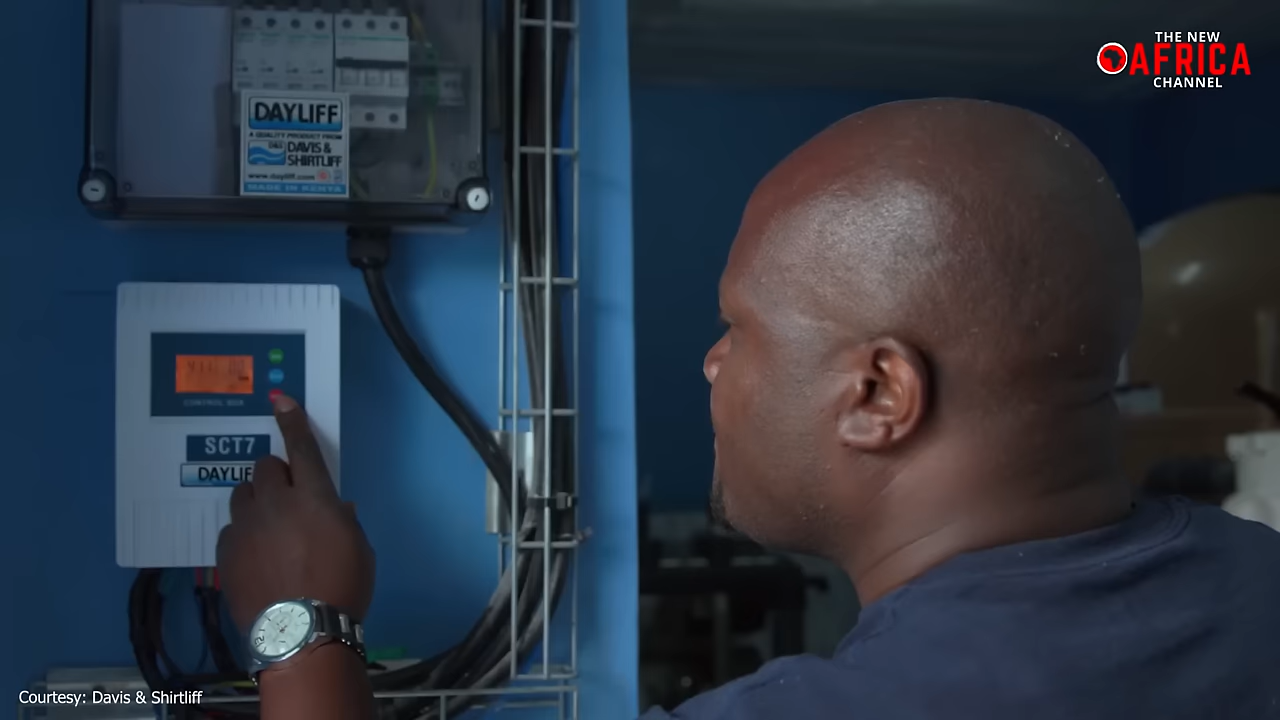 THE NEW
AFRICA
CHANNEL
DAYLIFF
A QUALITY PRODUCT FROM
D&S
DAVIS &
SHIRTLIFF
www.dayliff.com
MADE IN KENYA
CONTROL BOX
SCT7
DAYLIF
Courtesy: Davis & Shirtliff